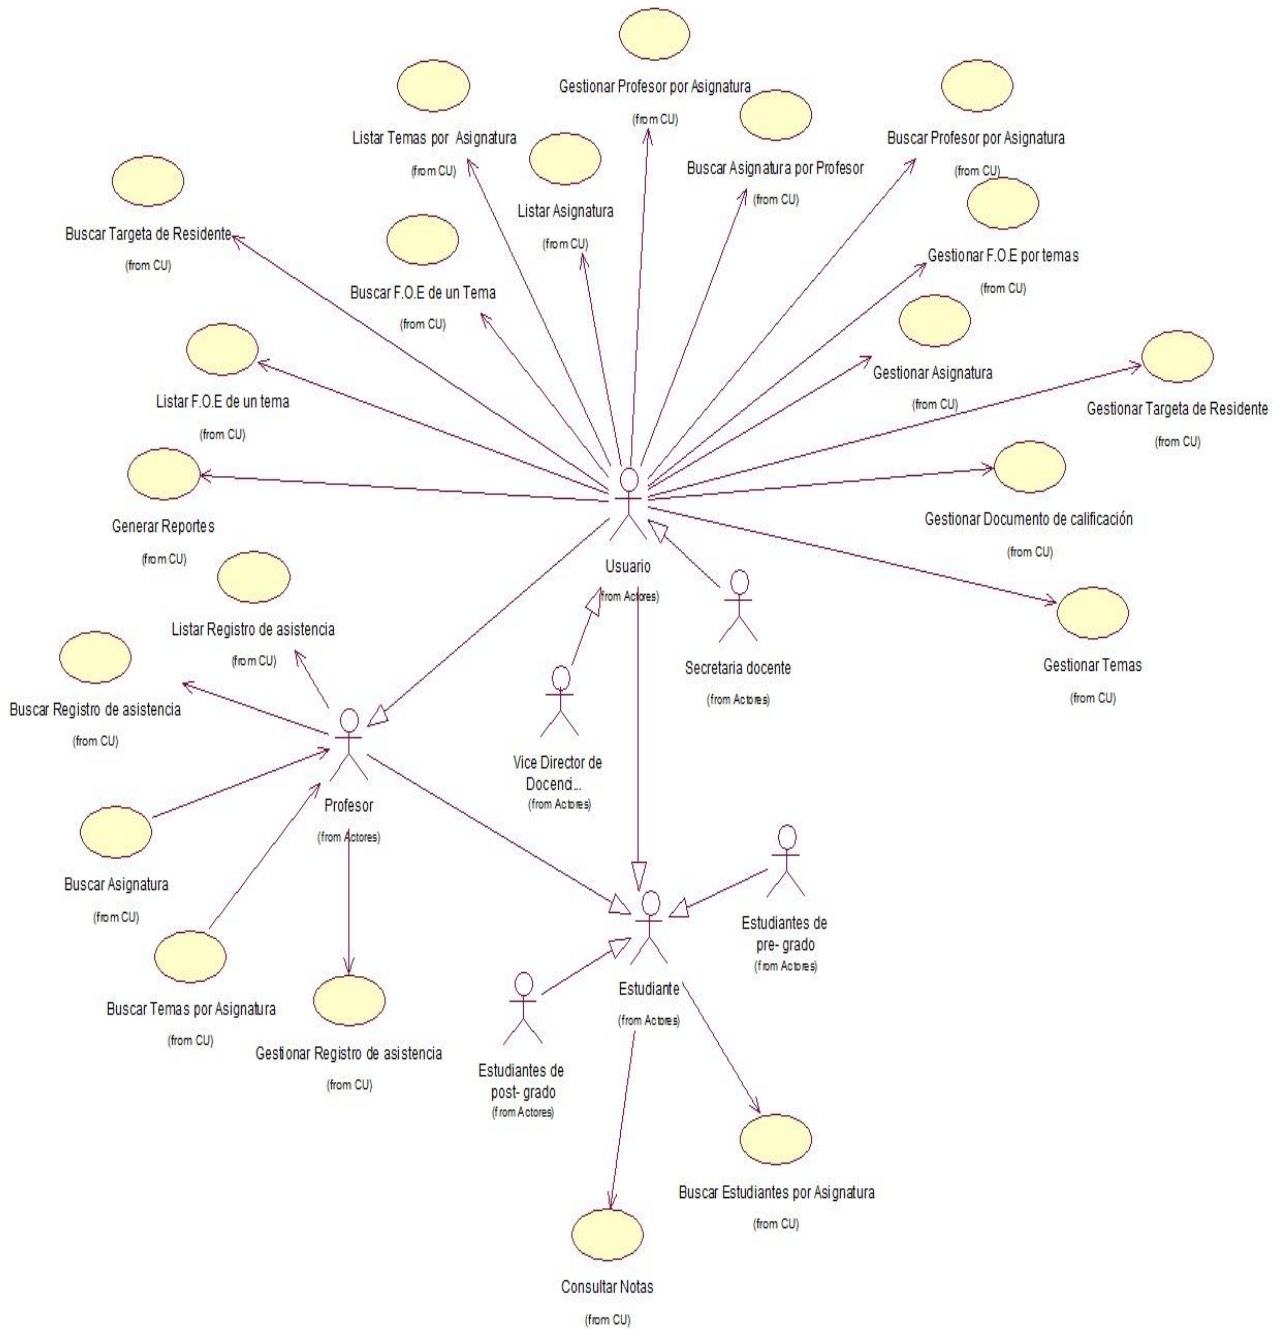 Gestionar Profesor por Asignatura
(from CU)
Listar Temas por Asignatura
(from CU)
Buscar Profesor por Asignatura
(from CU)
Buscar Asignatura por Profesor
(from CU)
Listar Asignatura
(from CU)
Buscar Targeta de Residente
(from CU)
Gestionar F.O.E por temas
(from CU)
Buscar F.O.E de un Tema
(from CU)
Gestionar Asignatura
(from CU)
Listar F.O.E de un tema
(from CU)
Gestionar Targeta de Residente
(from CU)
Generar Reportes
(from CU)
Gestionar Documento de calificación
(from CU)
Usuario
(from Actores)
Listar Registro de asistencia
(from CU)
Secretaria docente
(from Actores)
Gestionar Temas
(from CU)
Buscar Registro de asistencia
(from CU)
Vice Director de
Docenci...
(from Actores)
Profesor
(from Actores)
Buscar Asignatura
(from CU)
Estudiantes de
pre- grado
(from Actores)
Buscar Temas por Asignatura
(from CU)
Estudiante
(from Actores)
Gestionar Registro de asistencia
(from CU)
Estudiantes de
post- grado
(from Actores)
Buscar Estudiantes por Asignatura
(from CU)
Consultar Notas
(from CU)